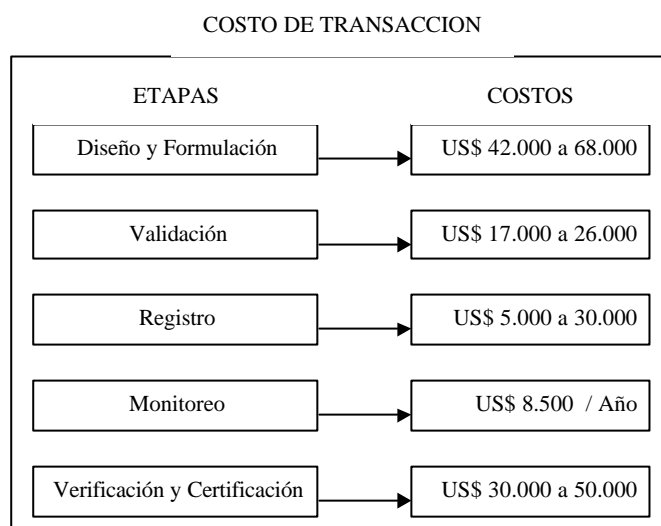 COSTO DE TRANSACCION
ETAPAS COSTOS
Diseño y Formulación US$ 42.000 a 68.000
Validación US$ 17.000 a 26.000
Registro US$ 5.000 a 30.000
Monitoreo US$ 8.500 / Año
Verificación y Certificación US$ 30.000 a 50.000